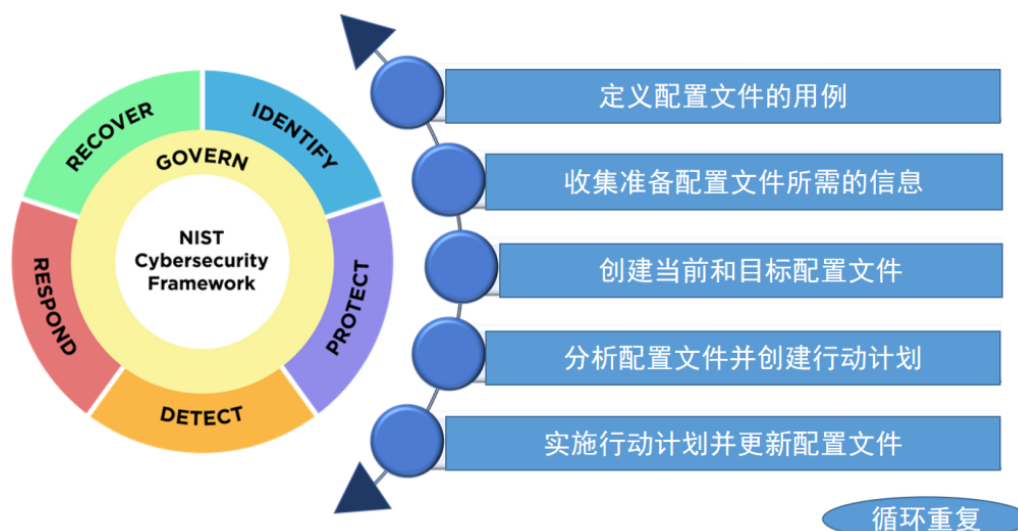 RECOVER
IDENTIFY
GOVERN
NIST
Cybersecurity
Framework
RESPOND
PROTECT
DETECT
定义配置文件的用例
收集准备配置文件所需的信息
创建当前和目标配置文件
分析配置文件并创建行动计划
实施行动计划并更新配置文件
循环重复